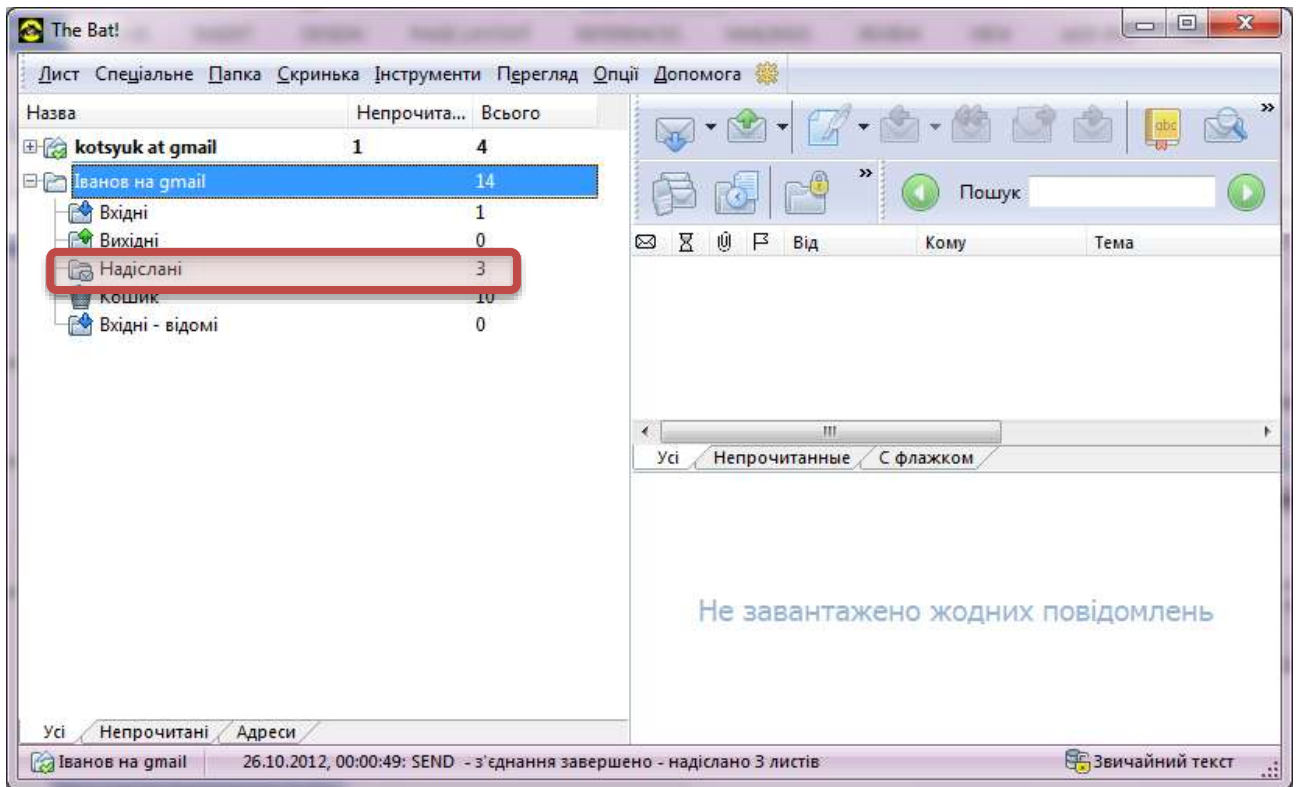 The Bat!
Лист Спеціальне Папка Скринька Інструменти Перегляд Опції Допомога
Назва Непрочита... Всього
kotsyuk at gmail 1 4
Іванов на gmail 14
Вхідні 1
Вихідні 0
Надіслані 3
Кошик 10
Вхідні - відомі 0
abc
Пошук
Від Кому Тема
Усі Непрочитанные С флажком
Не завантажено жодних повідомлень
Усі Непрочитані Адреси
Іванов на gmail 26.10.2012, 00:00:49: SEND - з'єднання завершено - надіслано 3 листів Звичайний текст